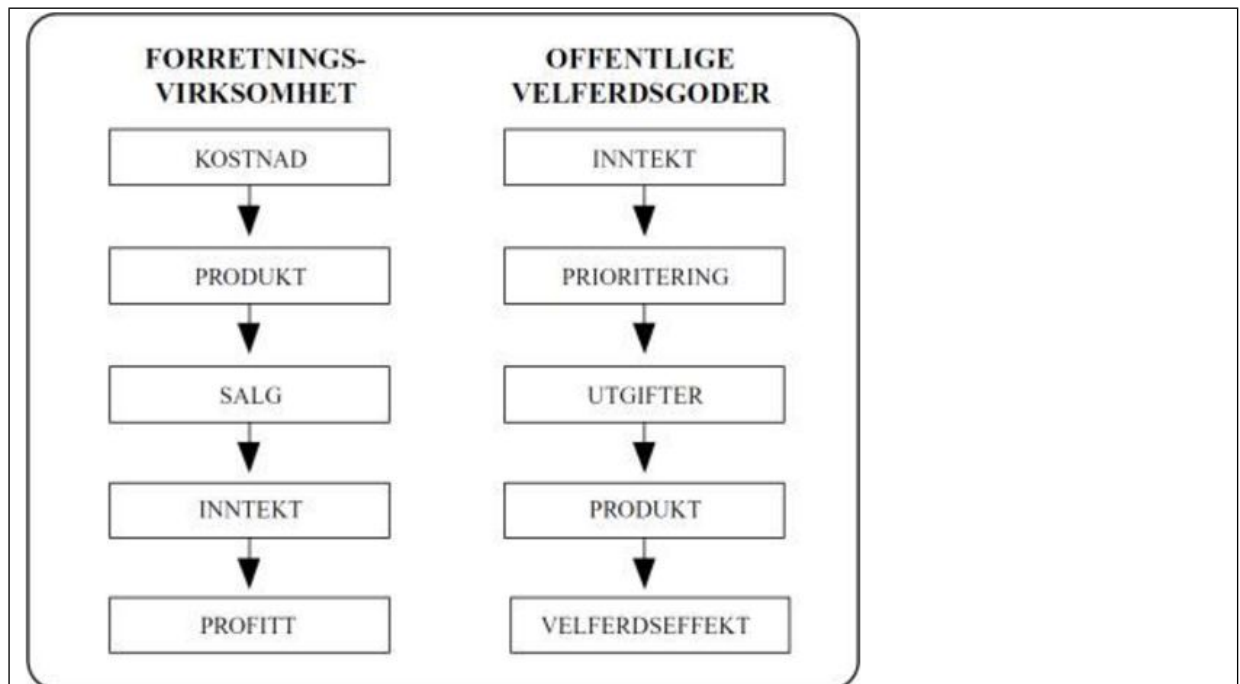 FORRETNINGS-
VIRKSOMHET
KOSTNAD
PRODUKT
SALG
INNTEKT
PROFITT
OFFENTLIGE
VELFERDSGODER
INNTEKT
PRIORITERING
UTGIFTER
PRODUKT
VELFERDSEFFEKT